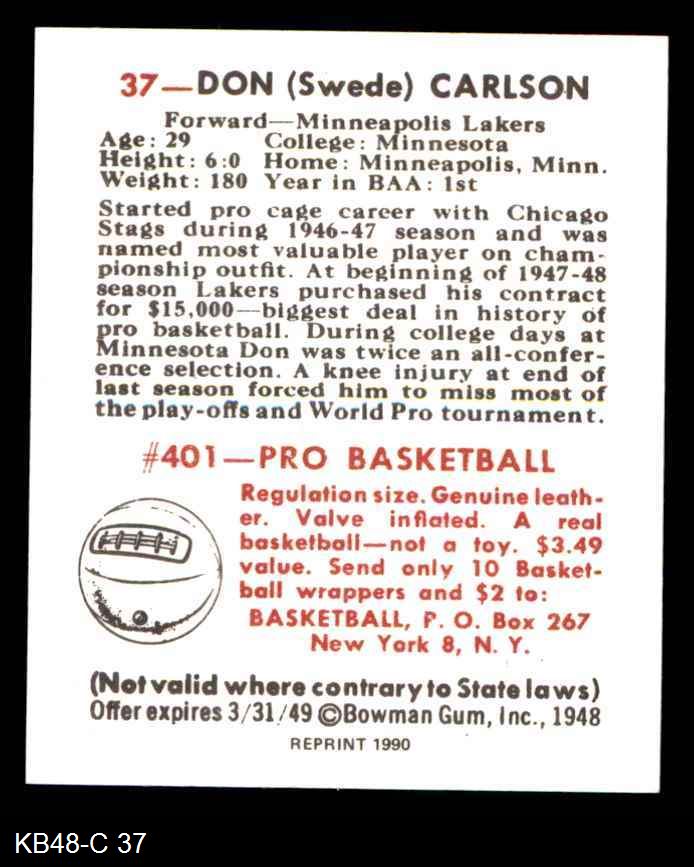 37—DON (Swede) CARLSON
Forward—Minneapolis Lakers
Age: 29 College: Minnesota
Height: 6:0 Home: Minneapolis, Minn.
Weight: 180 Year in BAA: 1st
Started pro cage career with Chicago
Stags during 1946-47 season and was
named most valuable player on cham-
pionship outfit. At beginning of 1947-48
season Lakers purchased his contract
for $15,000—biggest deal in history of
pro basketball. During college days at
Minnesota Don was twice an all-confer-
ence selection. A knee injury at end of
last season forced him to miss most of
the play-offs and World Pro tournament.
#401—PRO BASKETBALL
Regulation size. Genuine leath-
er. Valve inflated. A real
basketball—not a toy. $3.49
value. Send only 10 Basket-
ball wrappers and $2 to:
BASKETBALL, P. O. Box 267
New York 8, N. Y.
(Not valid where contrary to State laws)
Offer expires 3/31/49 ©Bowman Gum, Inc., 1948
REPRINT 1990
KB48-C 37